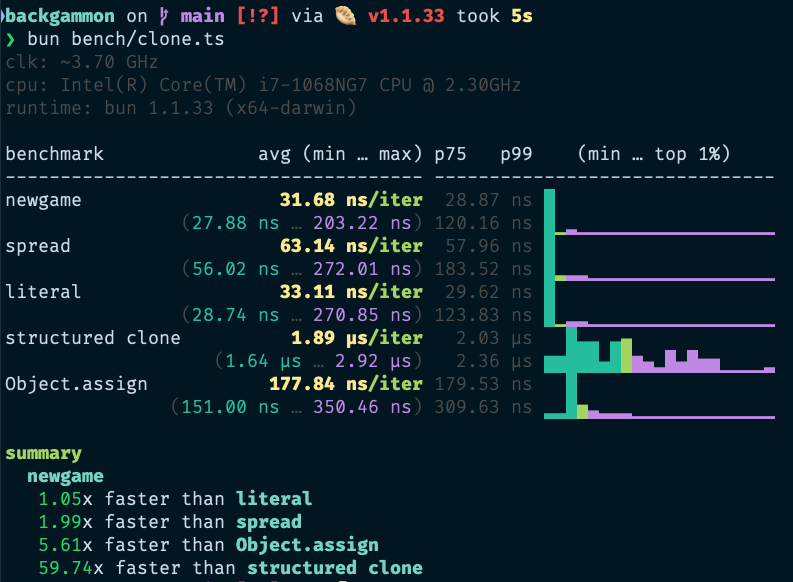 backgammon on main [!?] via v1.1.33 took 5s
❯ bun bench/clone.ts
clk: ~3.70 GHz
cpu: Intel(R) Core(TM) i7-1068NG7 CPU @ 2.30GHz
runtime: bun 1.1.33 (x64-darwin)
benchmark avg (min … max) p75 p99 (min … top 1%)
-------------------------------------- -------------------------------
newgame 31.68 ns/iter 28.87 ns
(27.88 ns … 203.22 ns) 120.16 ns
spread 63.14 ns/iter 57.96 ns
(56.02 ns … 272.01 ns) 183.52 ns
literal 33.11 ns/iter 29.62 ns
(28.74 ns … 270.85 ns) 123.83 ns
structured clone 1.89 µs/iter 2.03 µs
(1.64 µs … 2.92 µs) 2.36 µs
Object.assign 177.84 ns/iter 179.53 ns
(151.00 ns … 350.46 ns) 309.63 ns
summary
newgame
1.05x faster than literal
1.99x faster than spread
5.61x faster than Object.assign
59.74x faster than structured clone